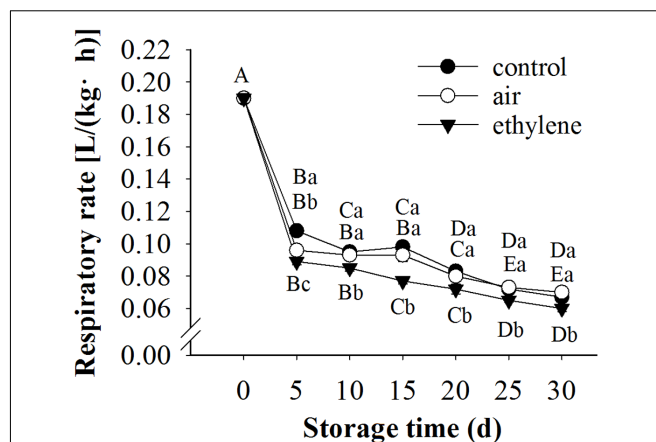 Respiratory rate [L/(kg· h)]
0.22
0.20
0.18
0.16
0.14
0.12
0.10
0.08
0.06
0.00
control
air
ethylene
A
Ba
Bb
Bc
Ca
Ba
Bb
Ca
Ba
Cb
Da
Ca
Cb
Da
Ea
Db
Da
Ea
Db
0 5 10 15 20 25 30
Storage time (d)